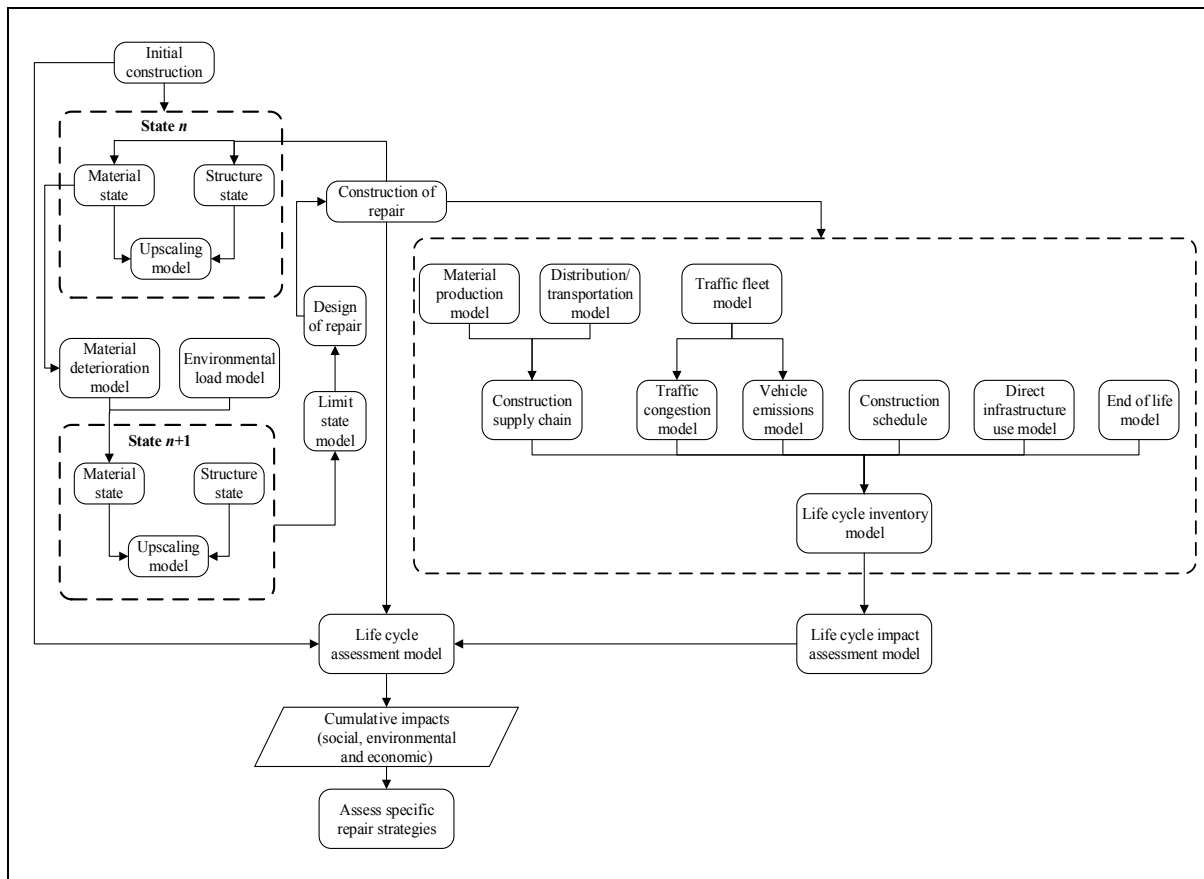 Initial
construction
State n
Material
state
Structure
state
Upscaling
model
Construction of
repair
Material
production
model
Distribution/
transportation
model
Traffic fleet
model
Design
of repair
Material
deterioration
model
Environmental
load model
Limit
state
model
Construction
supply chain
Traffic
congestion
model
Vehicle
emissions
model
Construction
schedule
Direct
infrastructure
use model
End of life
model
State n+1
Material
state
Structure
state
Upscaling
model
Life cycle inventory
model
Life cycle
assessment model
Life cycle impact
assessment model
Cumulative impacts
(social, environmental
and economic)
Assess specific
repair strategies